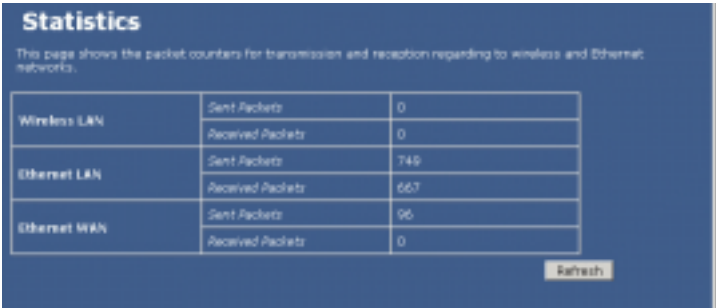 Statistics
This page shows the packet counters for transmission and reception regarding to wireless and Ethernet
networks.
Wireless LAN
Sent Packets 0
Received Packets 0
Ethernet LAN
Sent Packets 749
Received Packets 667
Ethernet WAN
Sent Packets 96
Received Packets 0
Refresh